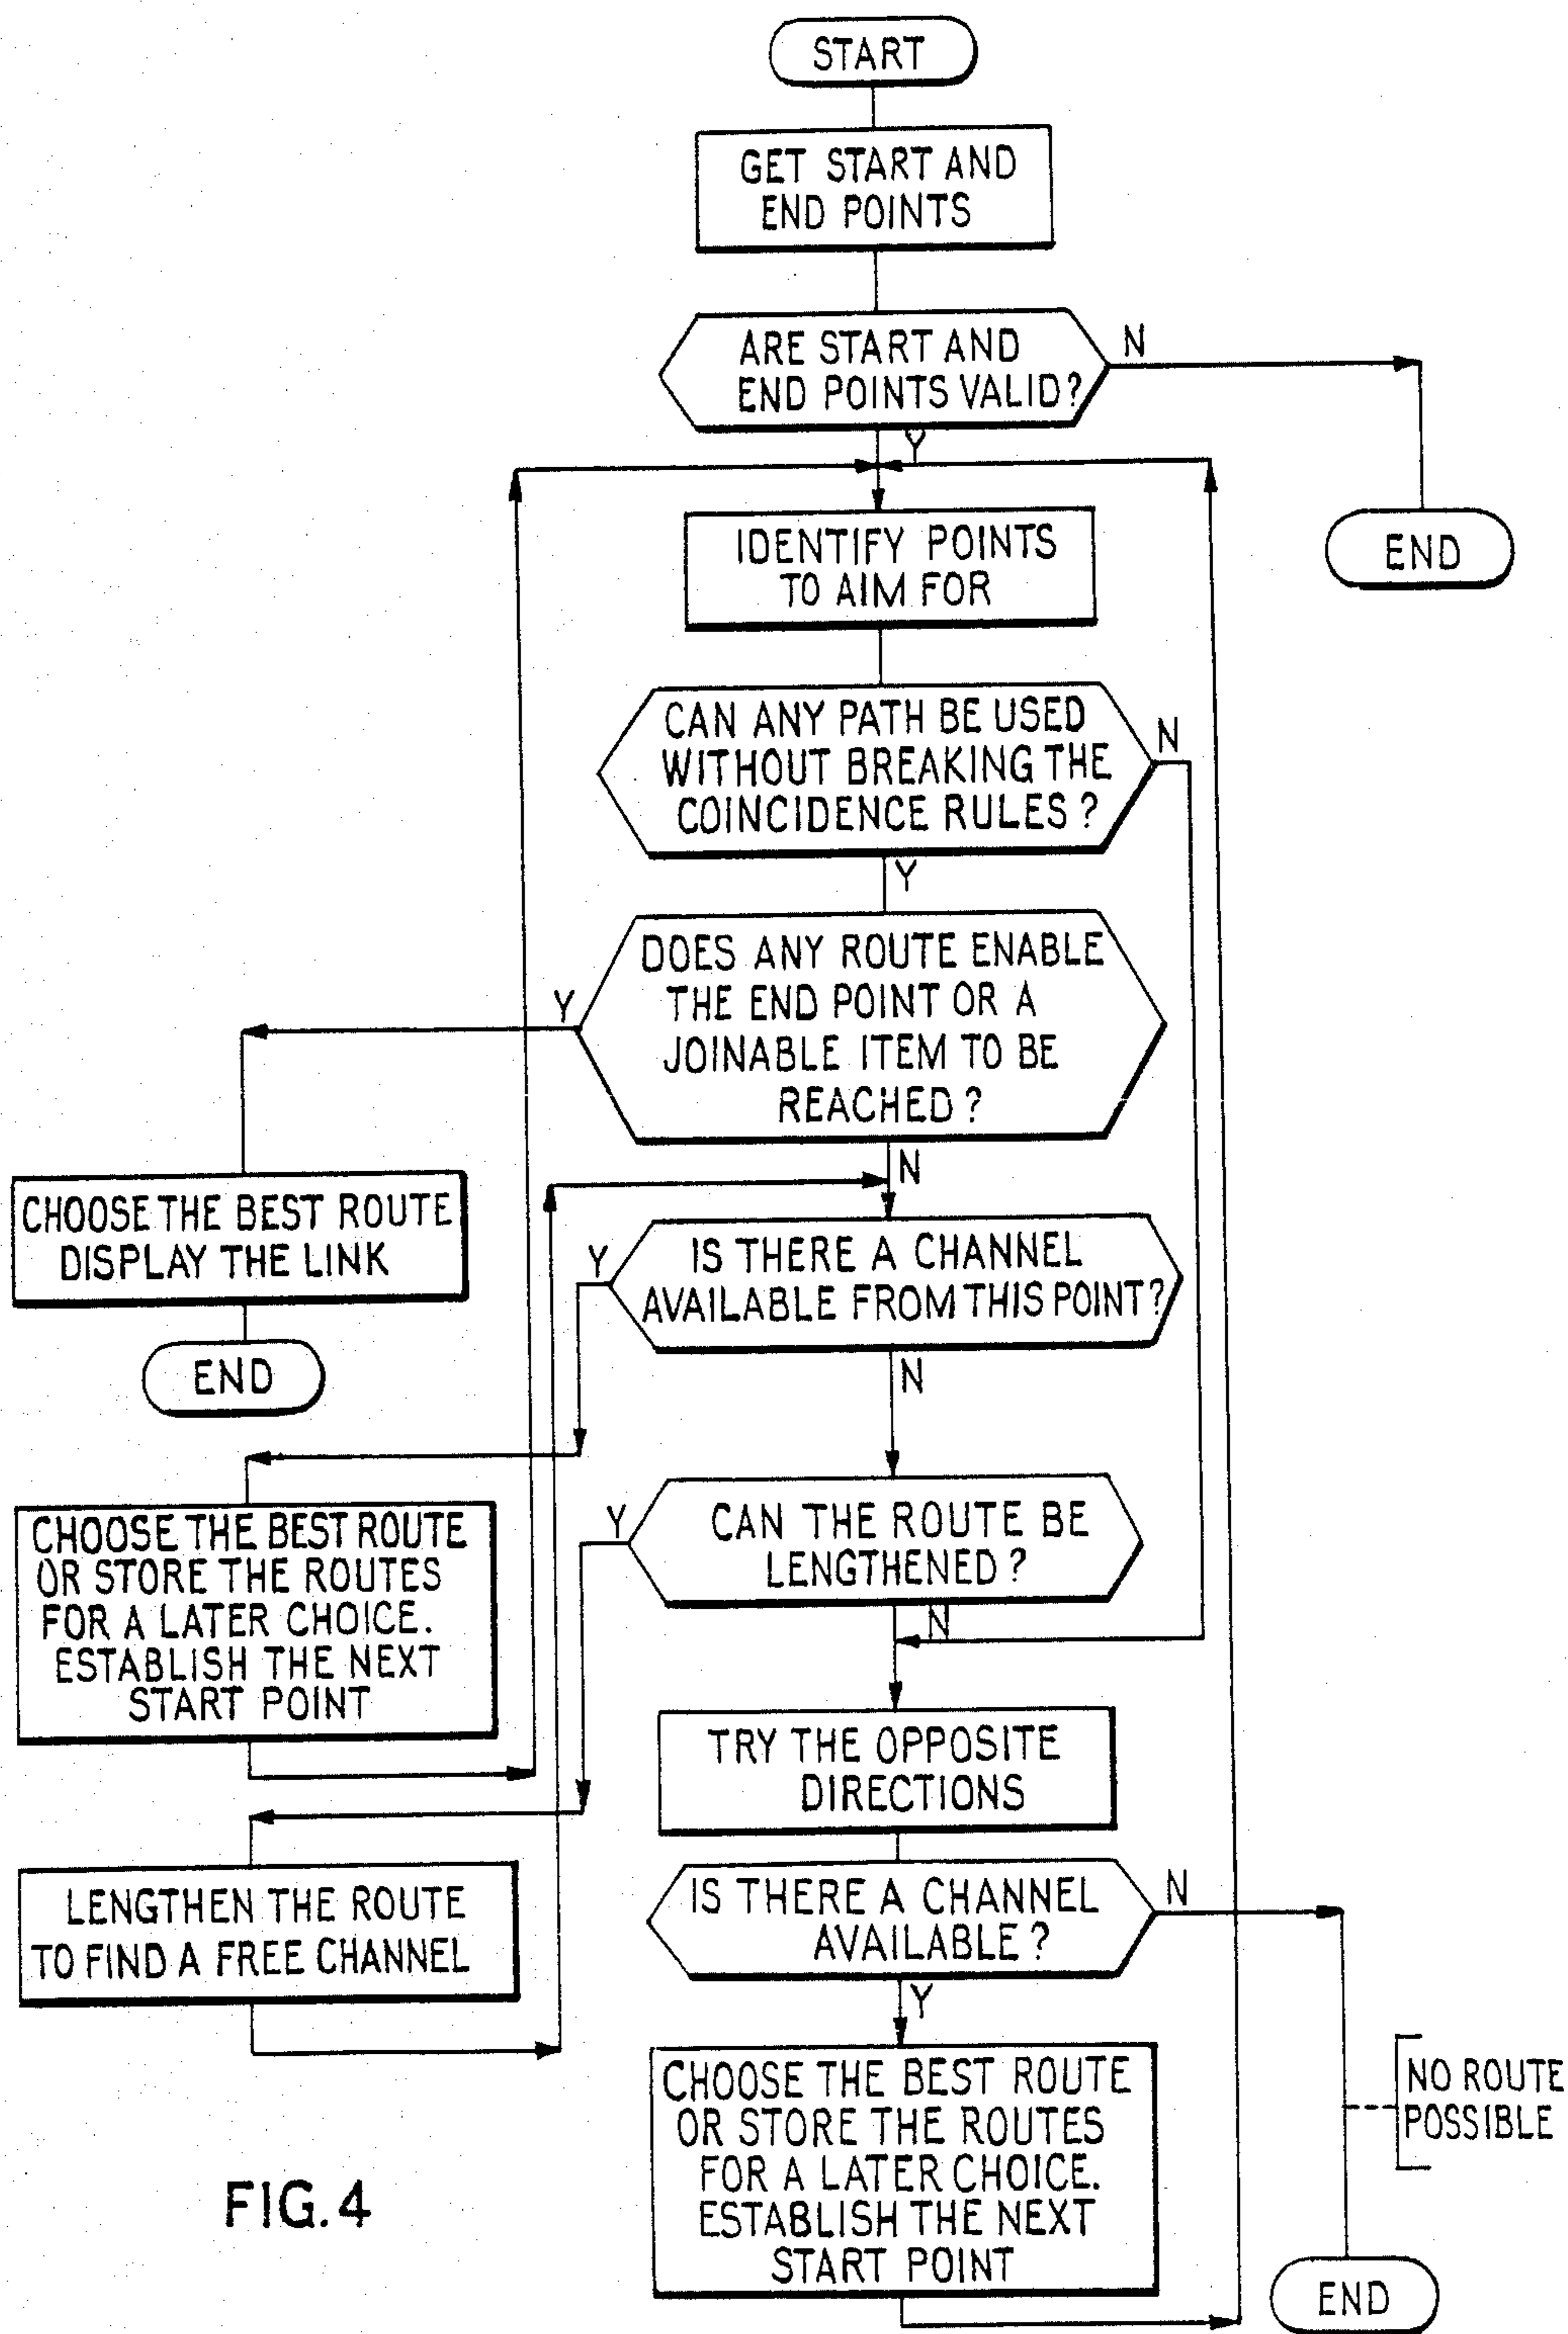 START
GET START AND
END POINTS
ARE START AND
END POINTS VALID?
N
Y
END
IDENTIFY POINTS
TO AIM FOR
CAN ANY PATH BE USED
WITHOUT BREAKING THE
COINCIDENCE RULES?
N
Y
DOES ANY ROUTE ENABLE
THE END POINT OR A
JOINABLE ITEM TO BE
REACHED?
Y
N
CHOOSE THE BEST ROUTE
DISPLAY THE LINK
END
IS THERE A CHANNEL
AVAILABLE FROM THIS POINT?
Y
N
CHOOSE THE BEST ROUTE
OR STORE THE ROUTES
FOR A LATER CHOICE.
ESTABLISH THE NEXT
START POINT
CAN THE ROUTE BE
LENGTHENED?
Y
N
TRY THE OPPOSITE
DIRECTIONS
LENGTHEN THE ROUTE
TO FIND A FREE CHANNEL
IS THERE A CHANNEL
AVAILABLE?
N
Y
CHOOSE THE BEST ROUTE
OR STORE THE ROUTES
FOR A LATER CHOICE.
ESTABLISH THE NEXT
START POINT
NO ROUTE
POSSIBLE
END
FIG.4